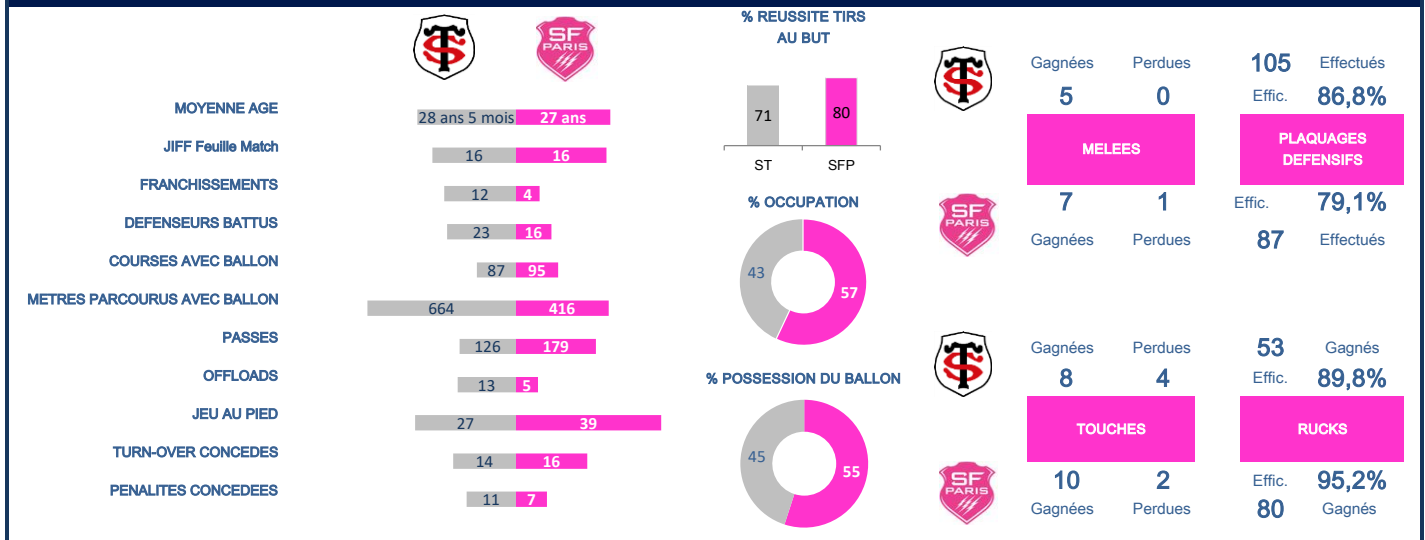 SF
PARIS
MOYENNE AGE
28 ans 5 mois 27 ans
JIFF Feuille Match
16 16
FRANCHISSEMENTS
12 4
DEFENSEURS BATTUS
23 16
COURSES AVEC BALLON
87 95
METRES PARCOURUS AVEC BALLON
664 416
PASSES
126 179
OFFLOADS
13 5
JEU AU PIED
27 39
TURN-OVER CONCEDES
14 16
PENALITES CONCEDEES
11 7
% REUSSITE TIRS
AU BUT
71 80
ST SFP
% OCCUPATION
43 57
% POSSESSION DU BALLON
45 55
Gagnées Perdues
5 0
MELEES
SF
PARIS
7 1
Gagnées Perdues
105 Effectués
Effic. 86,8%
PLAQUAGES
DEFENSIFS
Effic. 79,1%
87 Effectués
Gagnées Perdues
8 4
TOUCHES
SF
PARIS
10 2
Gagnées Perdues
53 Gagnés
Effic. 89,8%
RUCKS
Effic. 95,2%
80 Gagnés